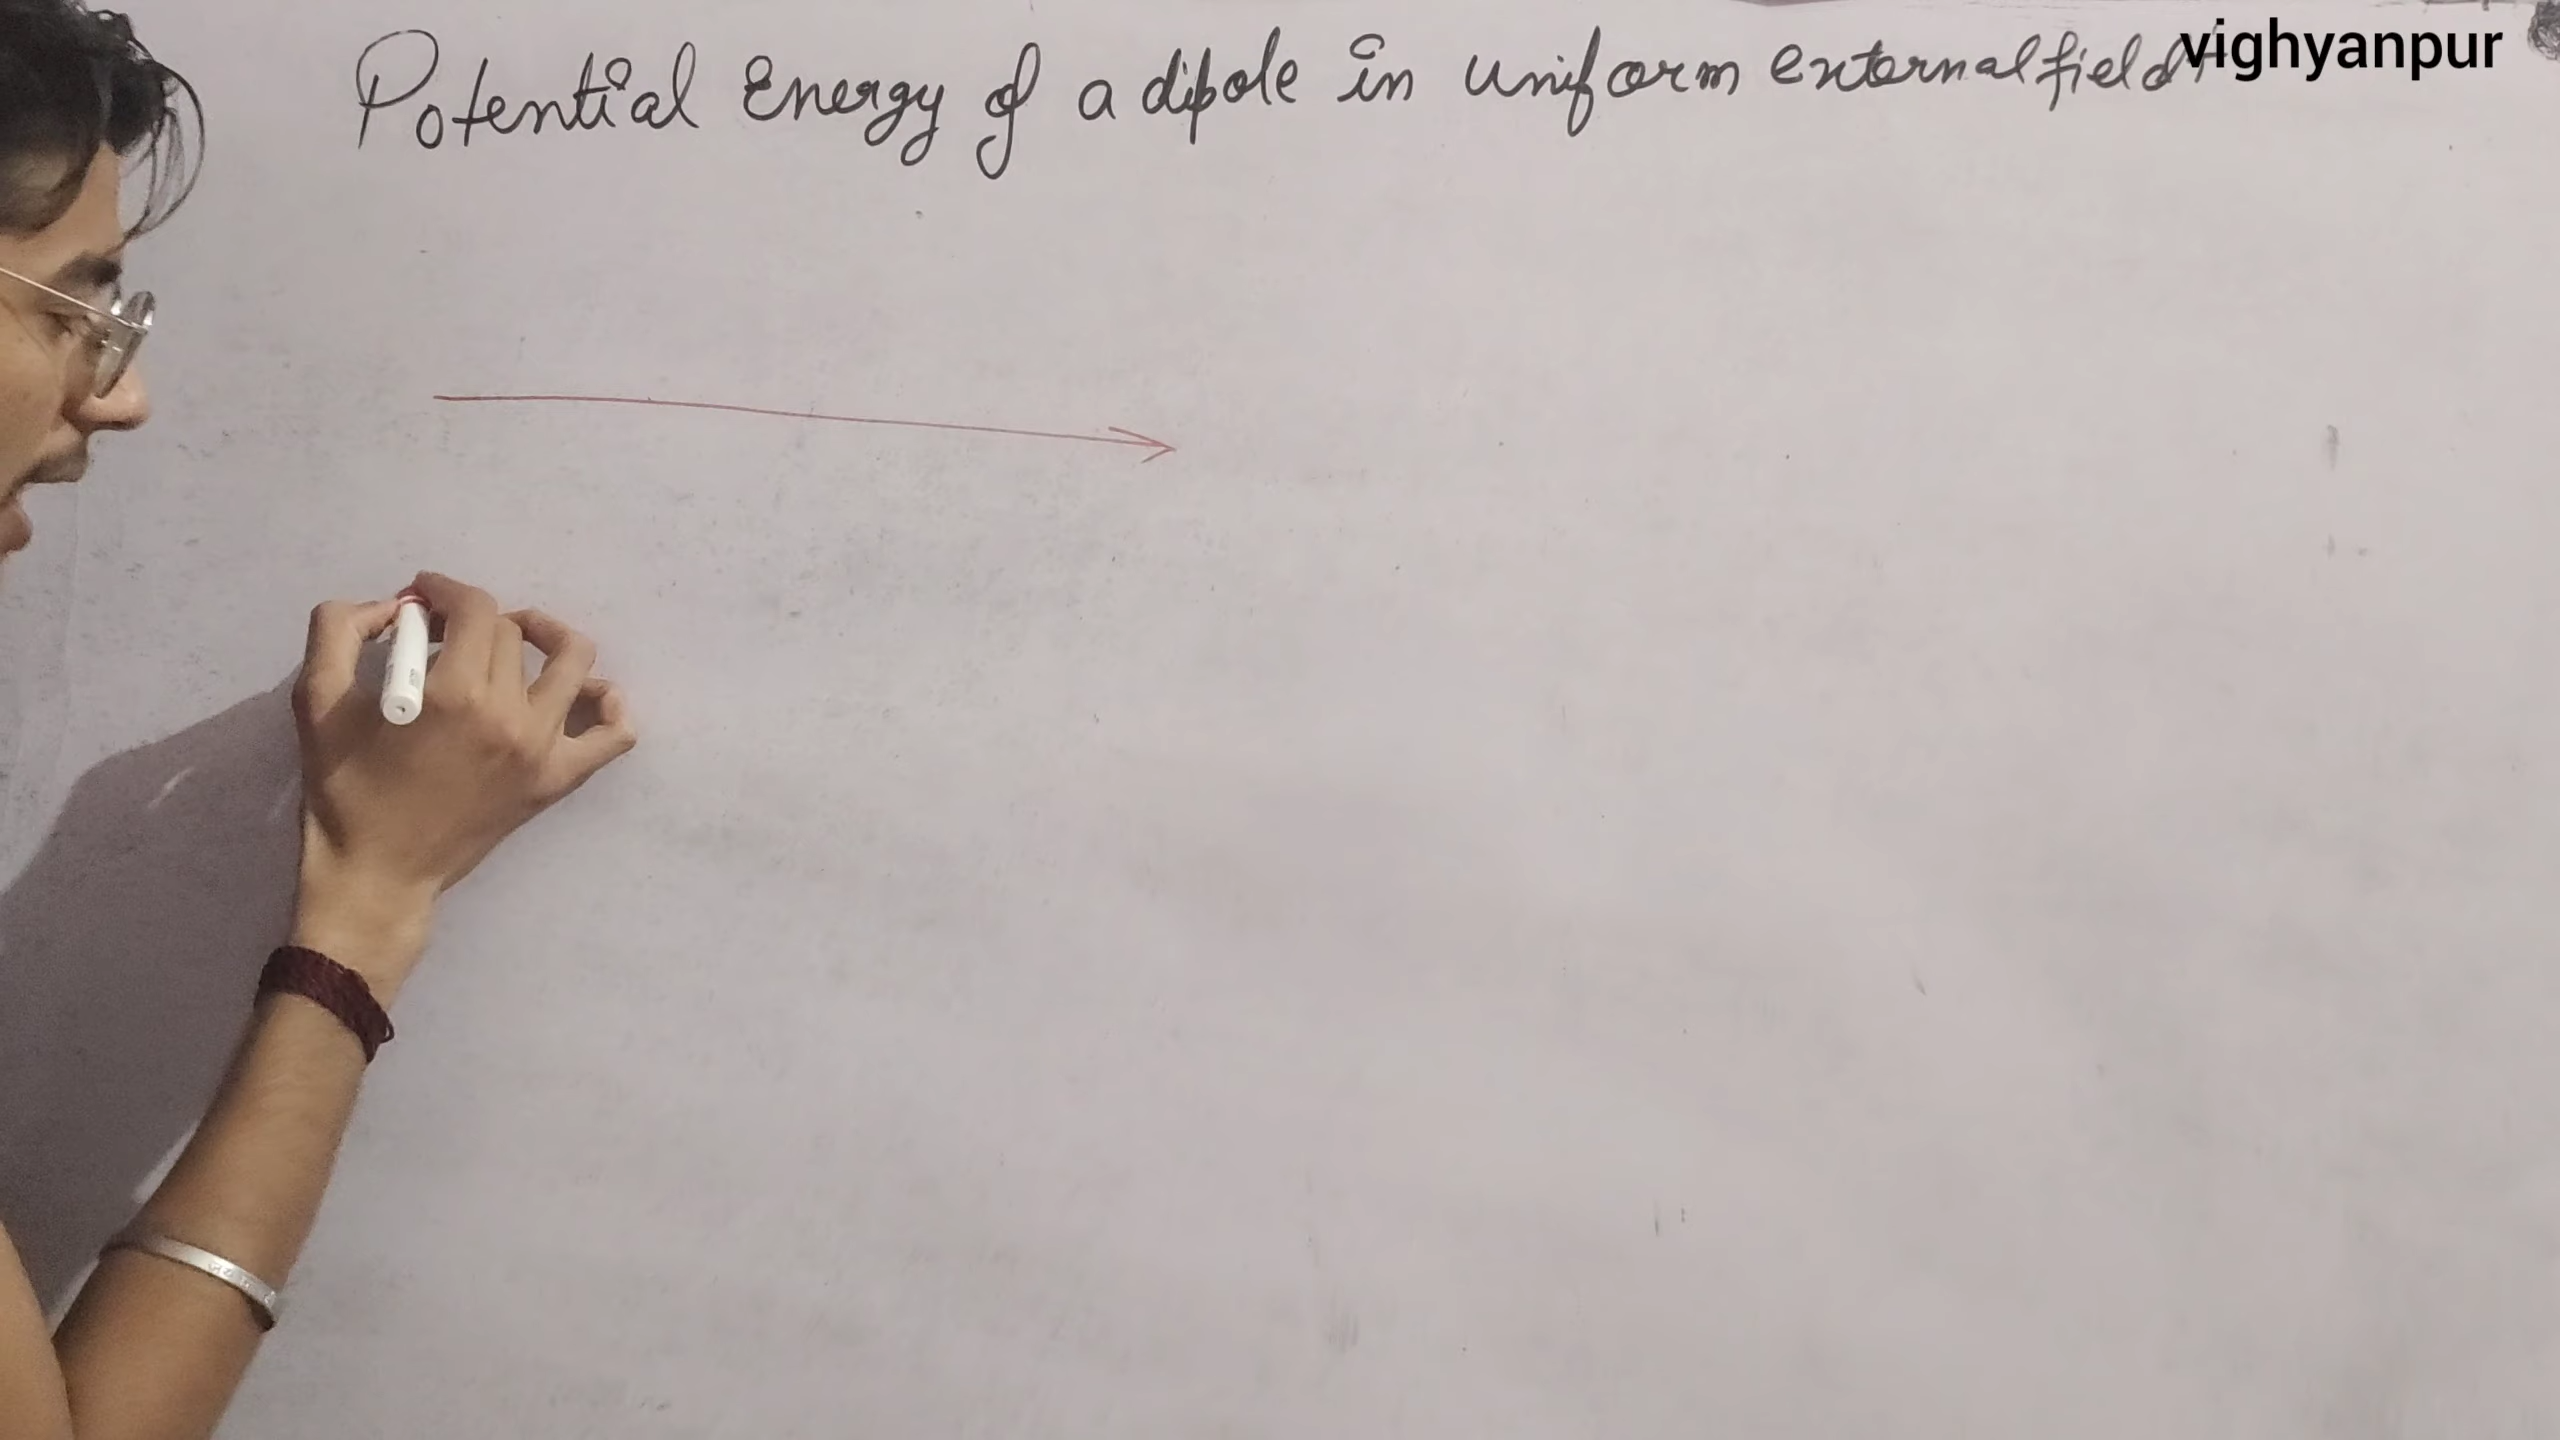 Potential Energy of a dipole in uniform external field
vighyanpur